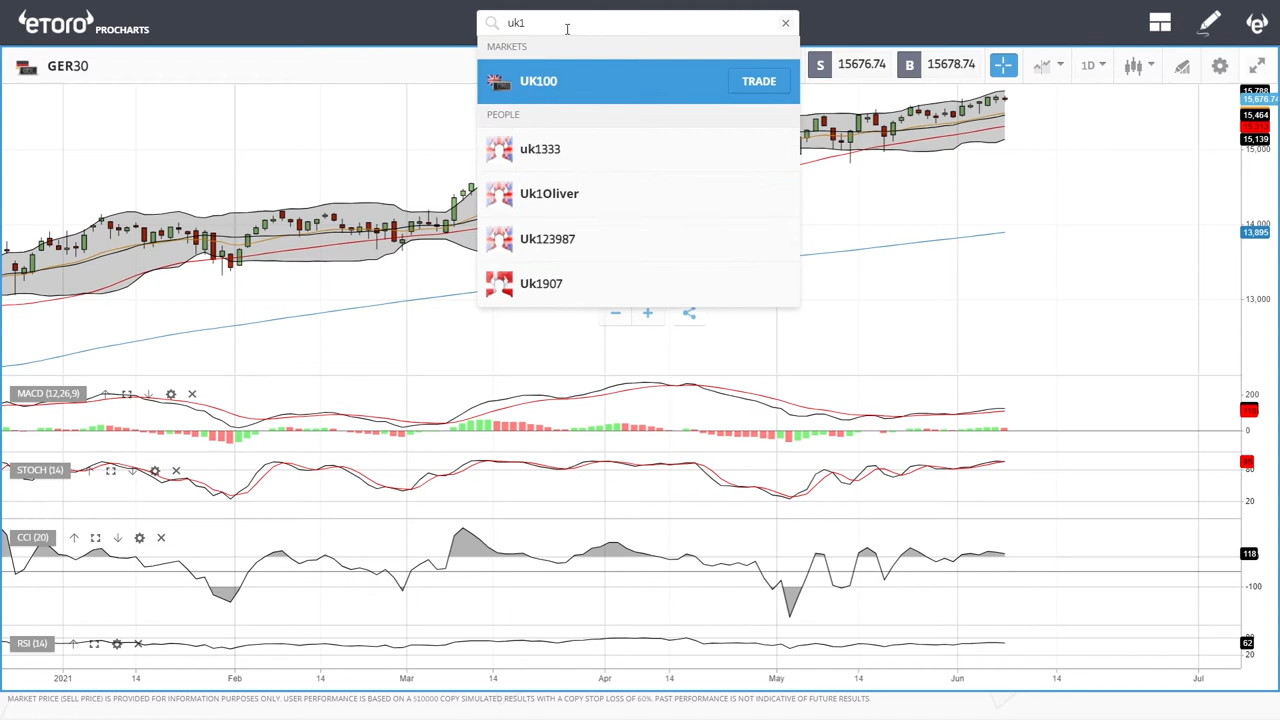 etoro PROCHARTS
uk1
MARKETS
UK100 TRADE
PEOPLE
uk1333
Uk1Oliver
Uk123987
Uk1907
GER30
S 15676.74 B 15678.74 1D
15,788
15,676.74
15,464
15,139
15,000
14,000
13,895
13,000
MACD (12,26,9)
200
0
STOCH (14)
80
20
CCI (20)
118
-100
RSI (14)
62
20
2021 14 Feb 14 Mar 14 Apr 14 May 14 Jun 14 Jul
MARKET PRICE (SELL PRICE) IS PROVIDED FOR INFORMATION PURPOSES ONLY. USER PERFORMANCE IS BASED ON A $10000 COPY SIMULATED RESULTS WITH A COPY STOP LOSS OF 60%. PAST PERFORMANCE IS NOT INDICATIVE OF FUTURE RESULTS.